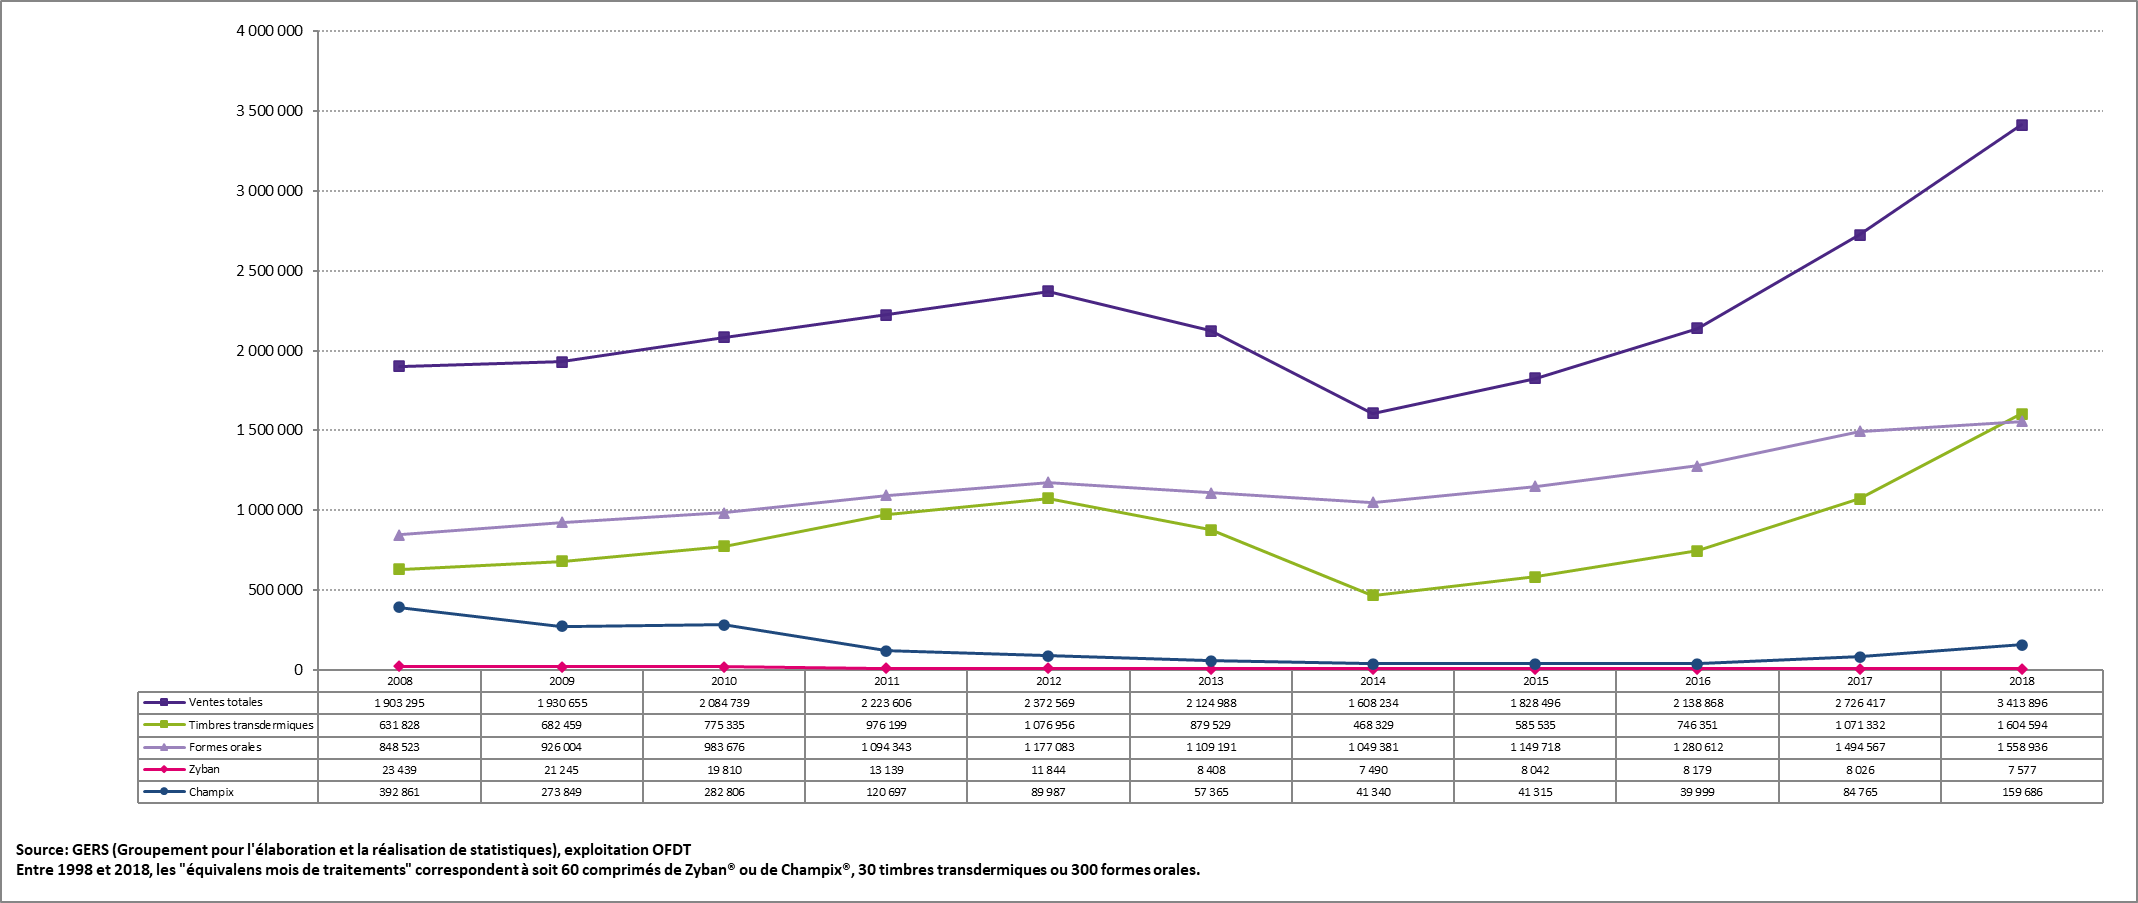 4 000 000
3 500 000
3 000 000
2 500 000
2 000 000
1 500 000
1 000 000
500 000
0
2008 2009 2010 2011 2012 2013 2014 2015 2016 2017 2018
Ventes totales 1 903 295 1 930 655 2 084 739 2 223 606 2 372 569 2 124 988 1 608 234 1 828 496 2 138 868 2 726 417 3 413 896
Timbres transdermiques 631 828 682 459 775 335 976 199 1 076 956 879 529 468 329 585 535 746 351 1 071 332 1 604 594
Formes orales 848 523 926 004 983 676 1 094 343 1 177 083 1 109 191 1 049 381 1 149 718 1 280 612 1 494 567 1 558 936
Zyban 23 439 21 245 19 810 13 139 11 844 8 408 7 490 8 042 8 179 8 026 7 577
Champix 392 861 273 849 282 806 120 697 89 987 57 365 41 340 41 315 39 999 84 765 159 686
Source: GERS (Groupement pour l'élaboration et la réalisation de statistiques), exploitation OFDT
Entre 1998 et 2018, les "équivalens mois de traitements" correspondent à soit 60 comprimés de Zyban® ou de Champix®, 30 timbres transdermiques ou 300 formes orales.